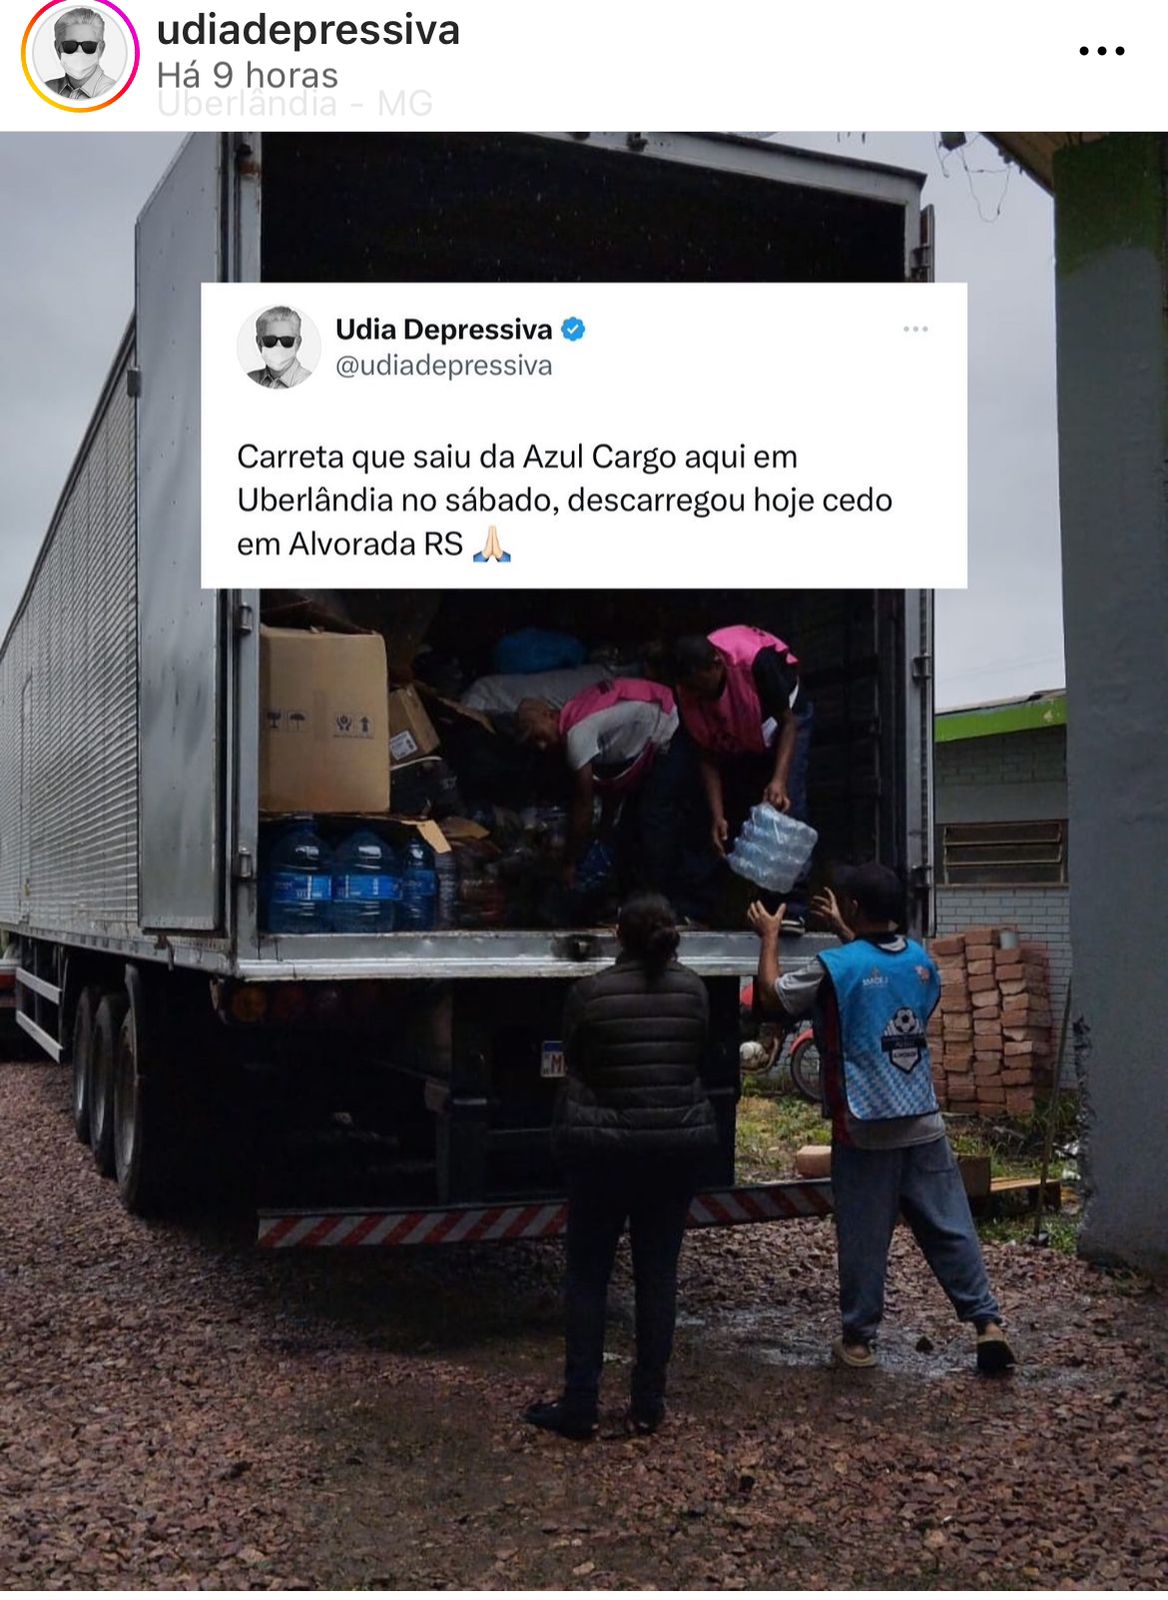 udiadepressiva
Há 9 horas
Uberlândia - MG
Udia Depressiva
@udiadepressiva
Carreta que saiu da Azul Cargo aqui em
Uberlândia no sábado, descarregou hoje cedo
em Alvorada RS 🙏🏻